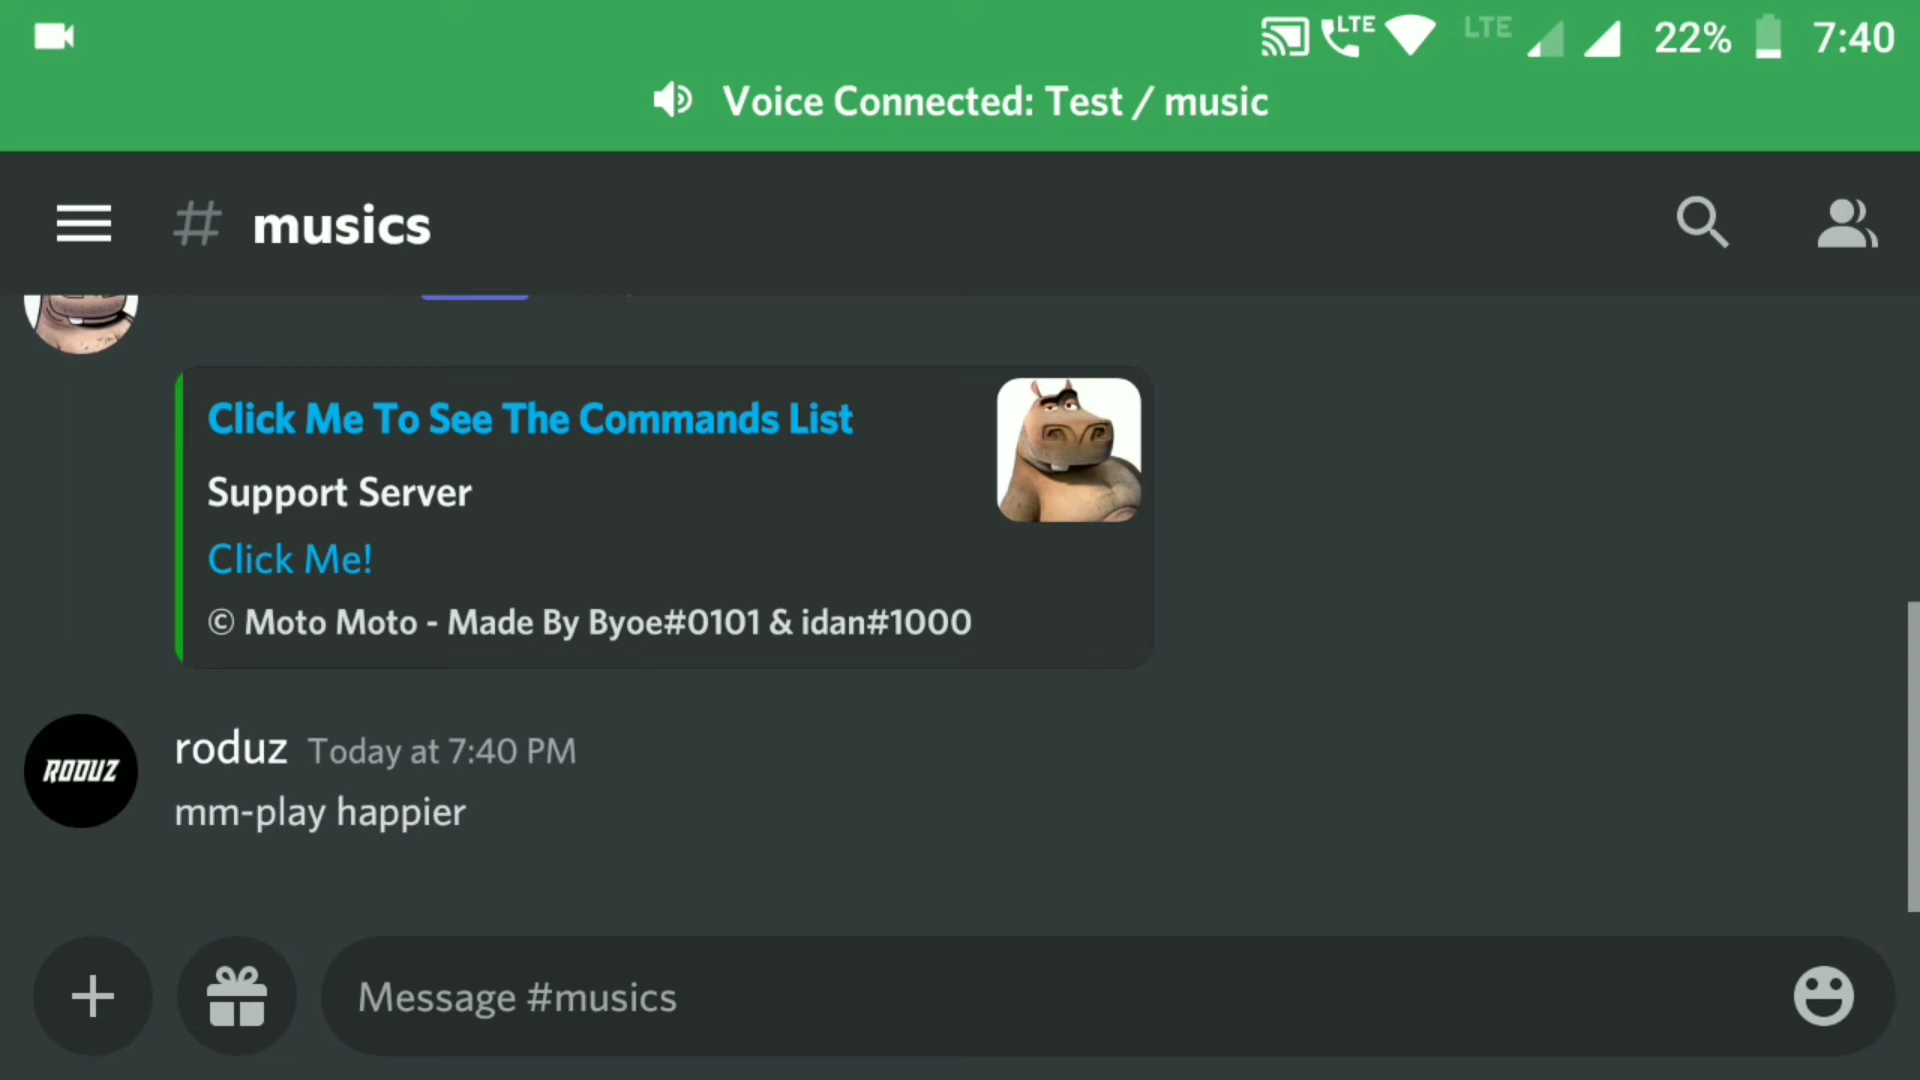 LTE LTE 22% 7:40
Voice Connected: Test / music
# musics
Click Me To See The Commands List
Support Server
Click Me!
© Moto Moto - Made By Byoe#0101 & idan#1000
RODUZ
roduz Today at 7:40 PM
mm-play happier
Message #musics